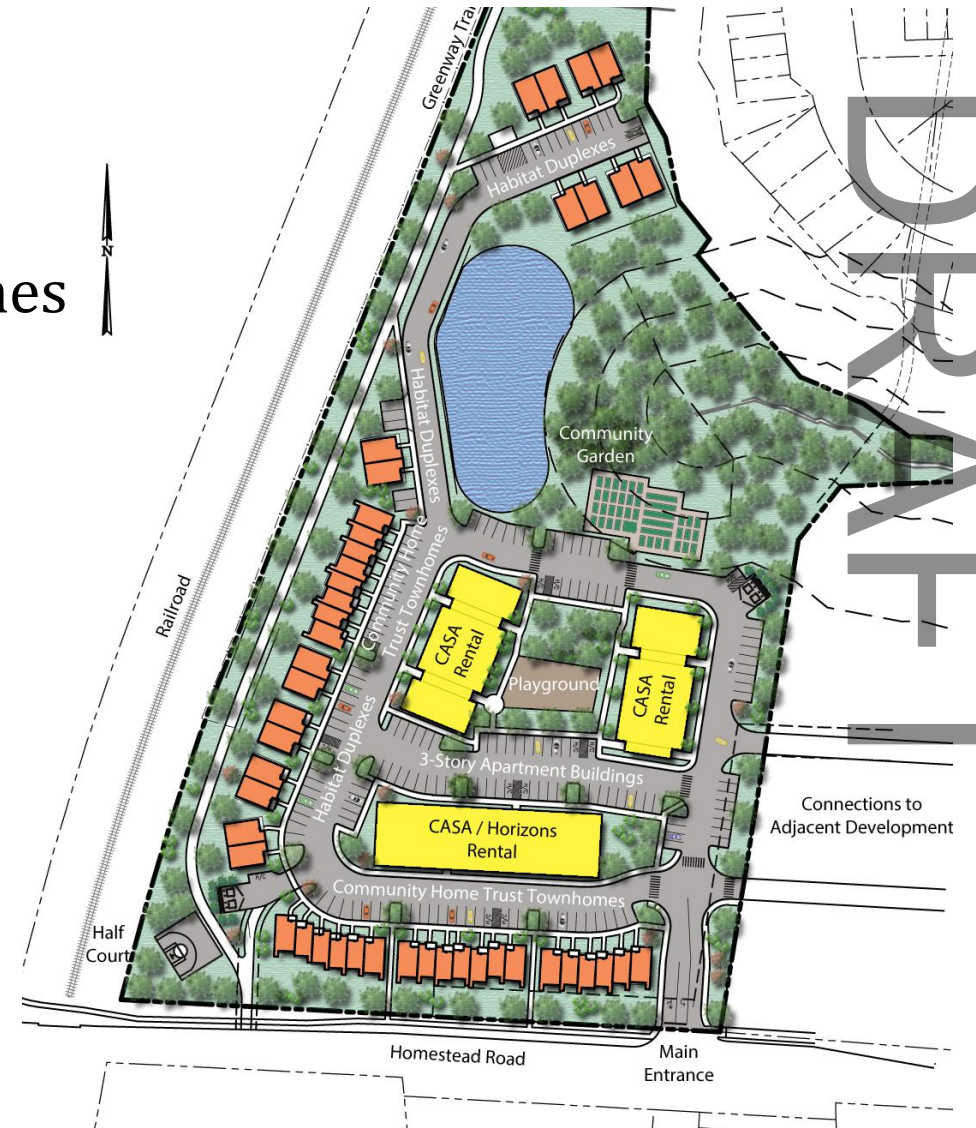 Greenway Trai
Habitat Duplexes
N
nes
Habitat Duplexes
Community
Garden
Community Home
Trust Townhomes
Railroad
CASA
Rental
Playground
CASA
Rental
Habitat Duplexes
3-Story Apartment Buildings
Connections to
Adjacent Development
CASA / Horizons
Rental
Community Home Trust Townhomes
Half
Court
Homestead Road
Main
Entrance
DRAFT